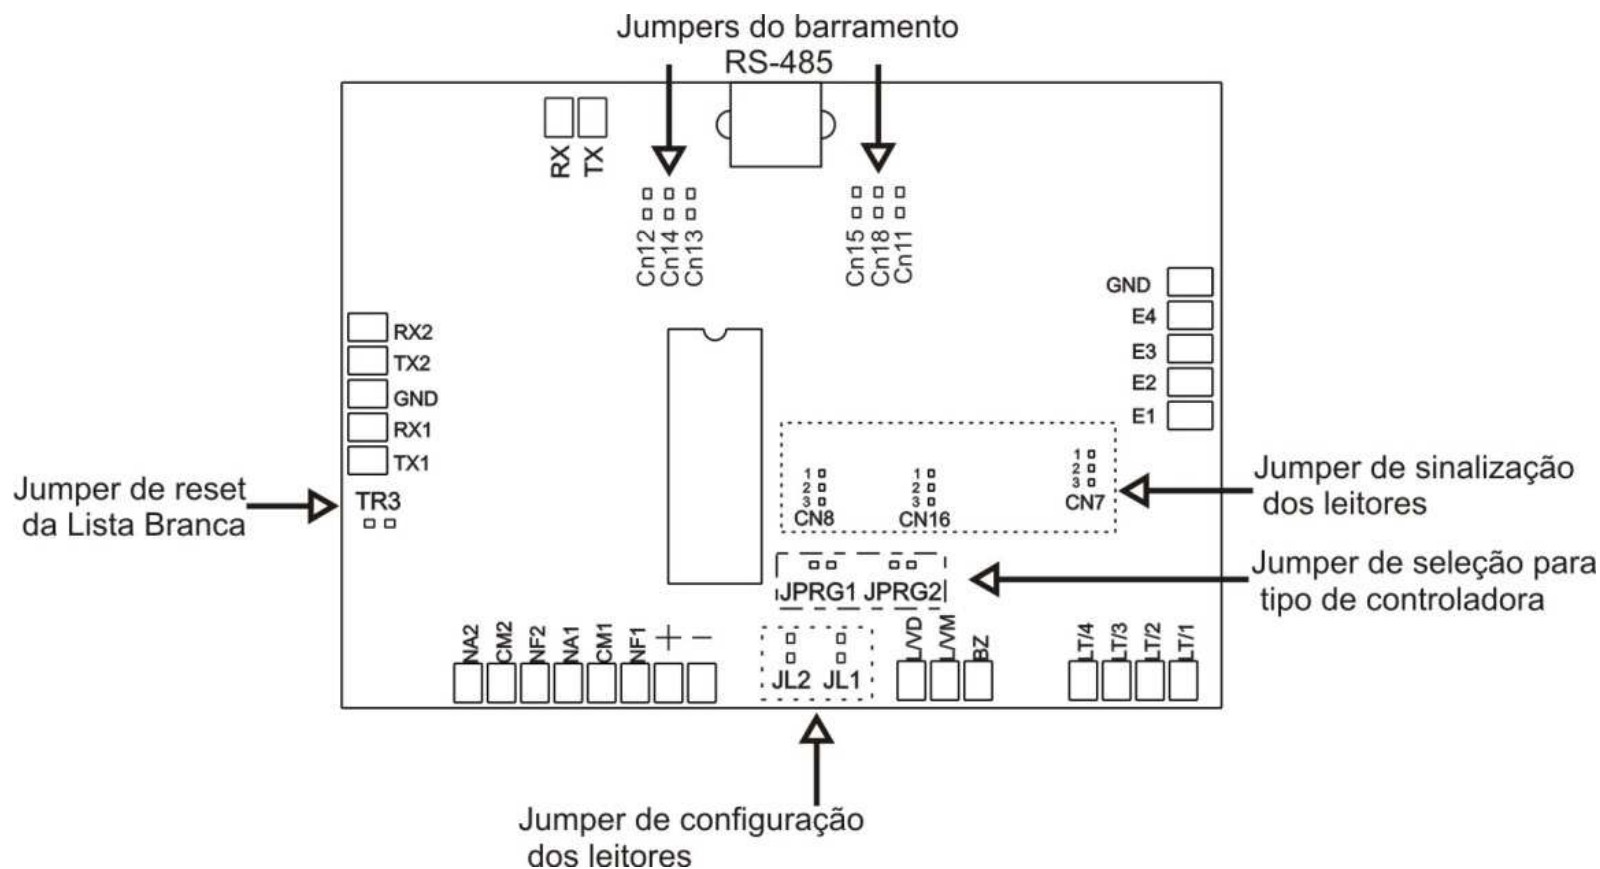 Jumpers do barramento
RS-485
RX
TX
Cn12
Cn14
Cn13
Cn15
Cn18
Cn11
GND
E4
E3
E2
E1
RX2
TX2
GND
RX1
TX1
TR3
Jumper de reset
da Lista Branca
1
2
3
CN8
1
2
3
CN16
1
2
3
CN7
Jumper de sinalização
dos leitores
JPRG1 JPRG2
Jumper de seleção para
tipo de controladora
NA2
CM2
NF2
NA1
CM1
NF1
+ −
JL2 JL1
L/VD
L/VM
BZ
LT/4
LT/3
LT/2
LT/1
Jumper de configuração
dos leitores